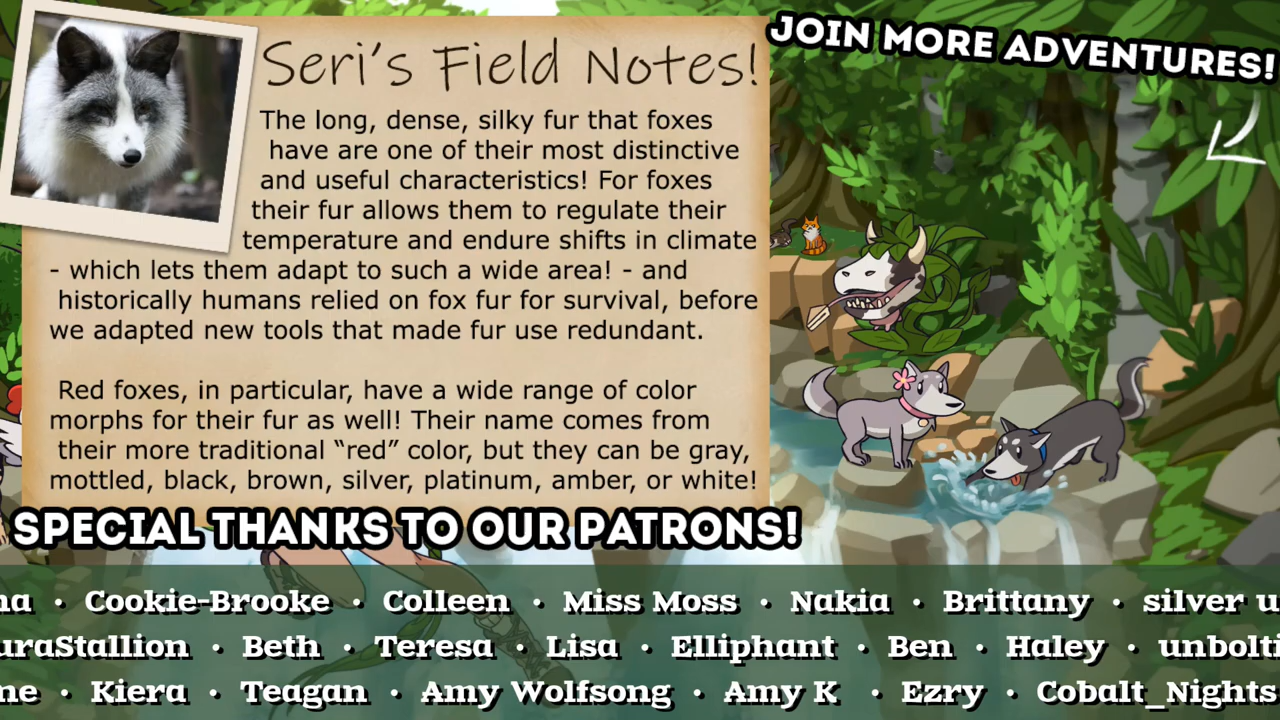 Seri's Field Notes!
The long, dense, silky fur that foxes
have are one of their most distinctive
and useful characteristics! For foxes
their fur allows them to regulate their
temperature and endure shifts in climate
- which lets them adapt to such a wide area! - and
historically humans relied on fox fur for survival, before
we adapted new tools that made fur use redundant.
Red foxes, in particular, have a wide range of color
morphs for their fur as well! Their name comes from
their more traditional “red” color, but they can be gray,
mottled, black, brown, silver, platinum, amber, or white!
JOIN MORE ADVENTURES!
SPECIAL THANKS TO OUR PATRONS!
na • Cookie-Brooke • Colleen • Miss Moss • Nakia • Brittany • silver u
uraStallion • Beth • Teresa • Lisa • Elliphant • Ben • Haley • unbolti
ne • Kiera • Teagan • Amy Wolfsong • Amy K • Ezry • Cobalt_Nights